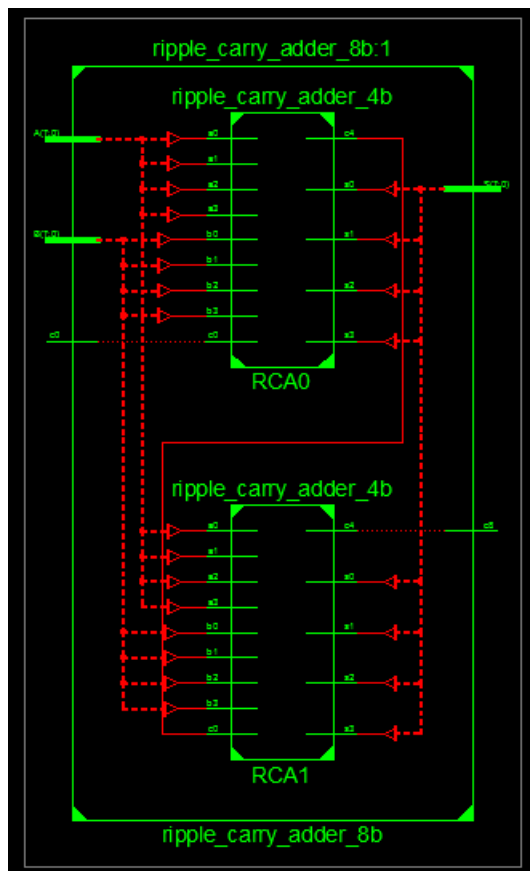 ripple_carry_adder_8b:1
ripple_carry_adder_4b
A(7:0)
a0
c4
a1
a2
s0
S(7:0)
a3
B(7:0)
b0
s1
b1
b2
s2
b3
c0
c0
s3
RCA0
ripple_carry_adder_4b
a0
c4
c8
a1
a2
s0
a3
b0
s1
b1
b2
s2
b3
c0
s3
RCA1
ripple_carry_adder_8b